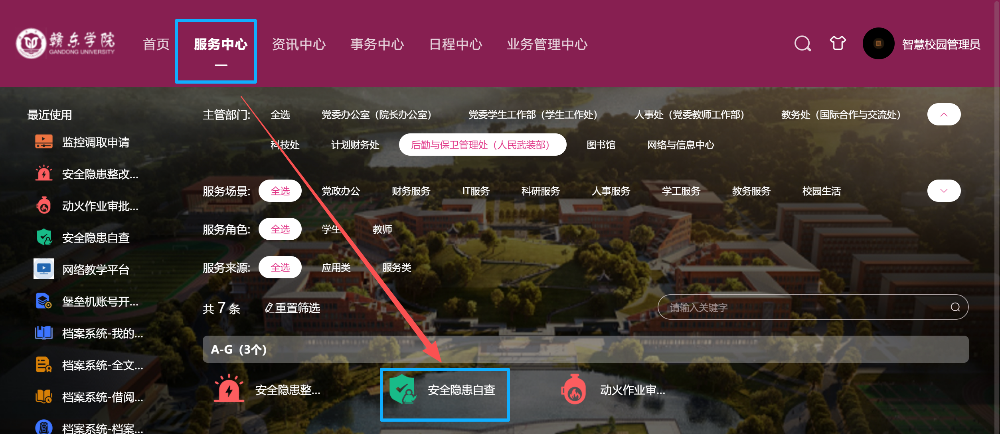 赣东学院
GANDONG UNIVERSITY
首页 服务中心 资讯中心 事务中心 日程中心 业务管理中心
智慧校园管理员
最近使用
监控调取申请
安全隐患整改...
动火作业审批...
安全隐患自查
网络教学平台
堡垒机账号开...
档案系统-我的...
档案系统-全文...
档案系统-借阅...
档案系统-档案...
主管部门: 全选 党委办公室（院长办公室） 党委学生工作部（学生工作处） 人事处（党委教师工作部） 教务处（国际合作与交流处）
科技处 计划财务处 后勤与保卫管理处（人民武装部） 图书馆 网络与信息中心
服务场景: 全选 党政办公 财务服务 IT服务 科研服务 人事服务 学工服务 教务服务 校园生活
服务角色: 全选 学生 教师
服务来源: 全选 应用类 服务类
共 7 条 重置筛选
请输入关键字
A-G（3个）
安全隐患整... 安全隐患自查 动火作业审...